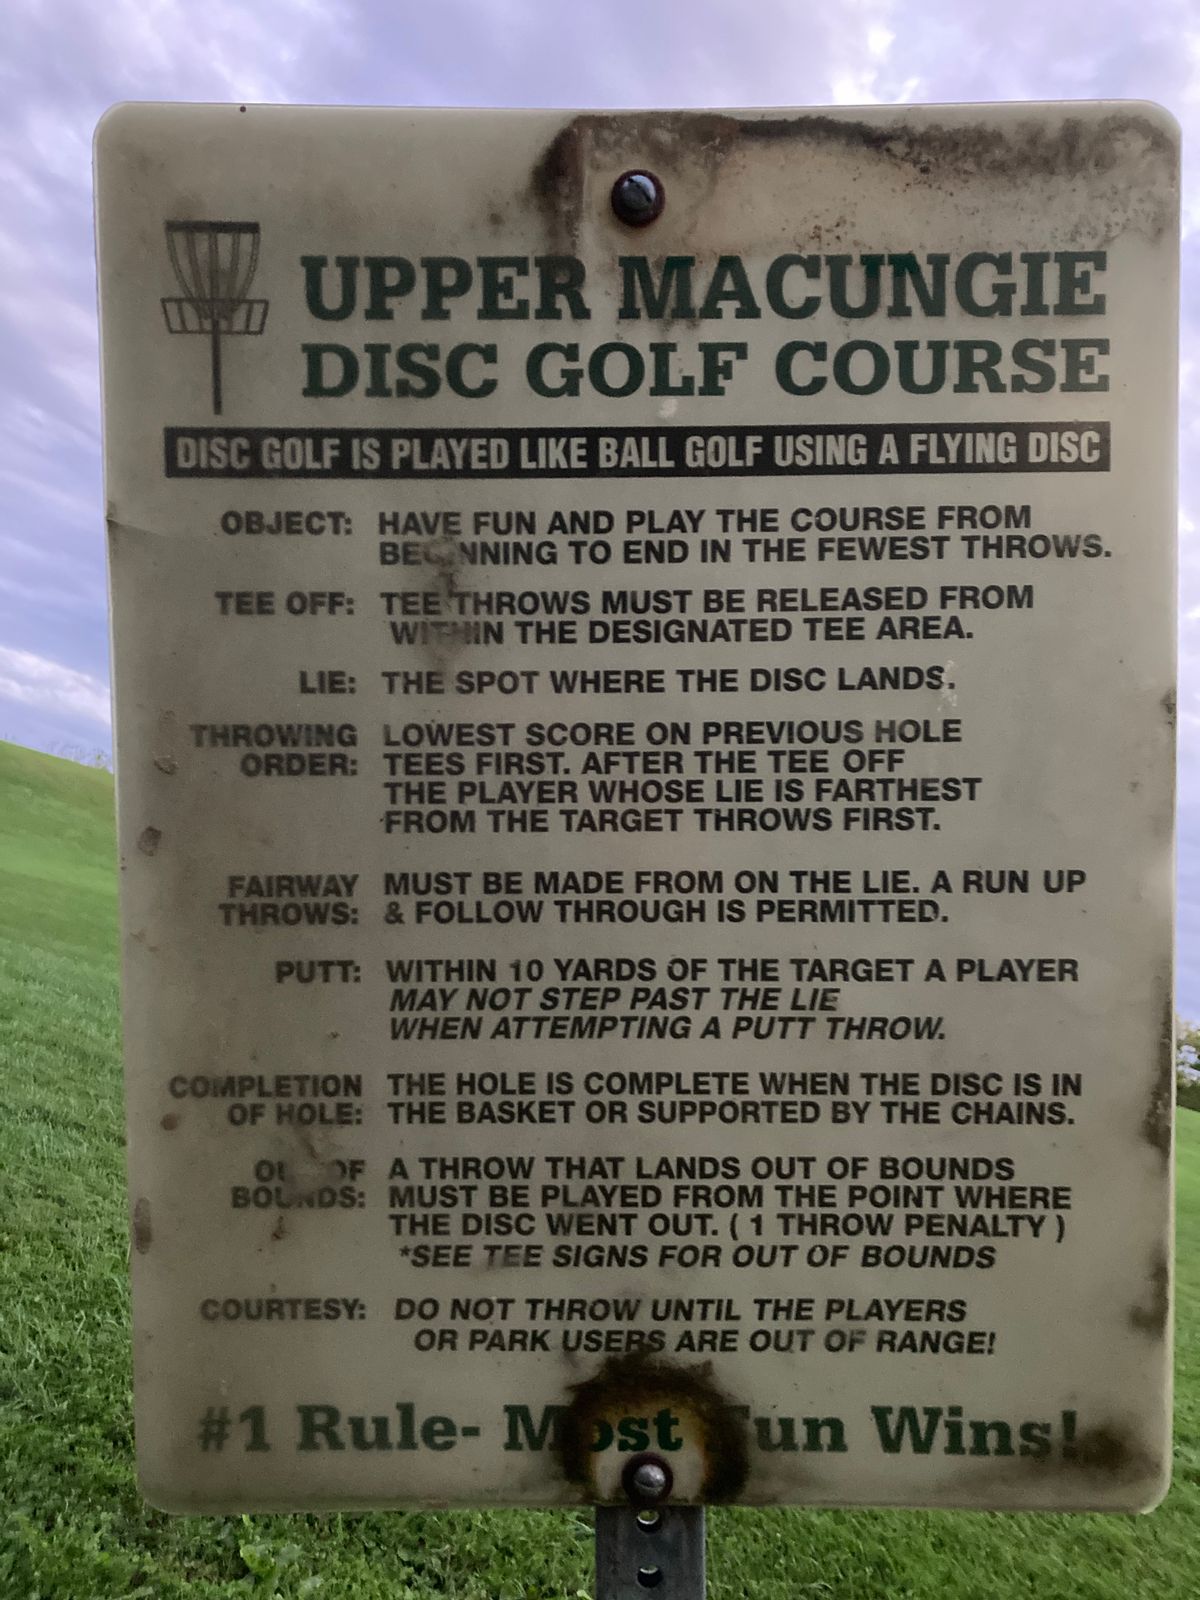 UPPER MACUNGIE
DISC GOLF COURSE
DISC GOLF IS PLAYED LIKE BALL GOLF USING A FLYING DISC
OBJECT: HAVE FUN AND PLAY THE COURSE FROM
BEGINNING TO END IN THE FEWEST THROWS.
TEE OFF: TEE THROWS MUST BE RELEASED FROM
WITHIN THE DESIGNATED TEE AREA.
LIE: THE SPOT WHERE THE DISC LANDS.
THROWING LOWEST SCORE ON PREVIOUS HOLE
ORDER: TEES FIRST. AFTER THE TEE OFF
THE PLAYER WHOSE LIE IS FARTHEST
FROM THE TARGET THROWS FIRST.
FAIRWAY MUST BE MADE FROM ON THE LIE. A RUN UP
THROWS: & FOLLOW THROUGH IS PERMITTED.
PUTT: WITHIN 10 YARDS OF THE TARGET A PLAYER
MAY NOT STEP PAST THE LIE
WHEN ATTEMPTING A PUTT THROW.
COMPLETION THE HOLE IS COMPLETE WHEN THE DISC IS IN
OF HOLE: THE BASKET OR SUPPORTED BY THE CHAINS.
OUT OF A THROW THAT LANDS OUT OF BOUNDS
BOUNDS: MUST BE PLAYED FROM THE POINT WHERE
THE DISC WENT OUT. ( 1 THROW PENALTY )
*SEE TEE SIGNS FOR OUT OF BOUNDS
COURTESY: DO NOT THROW UNTIL THE PLAYERS
OR PARK USERS ARE OUT OF RANGE!
#1 Rule- Most Fun Wins!